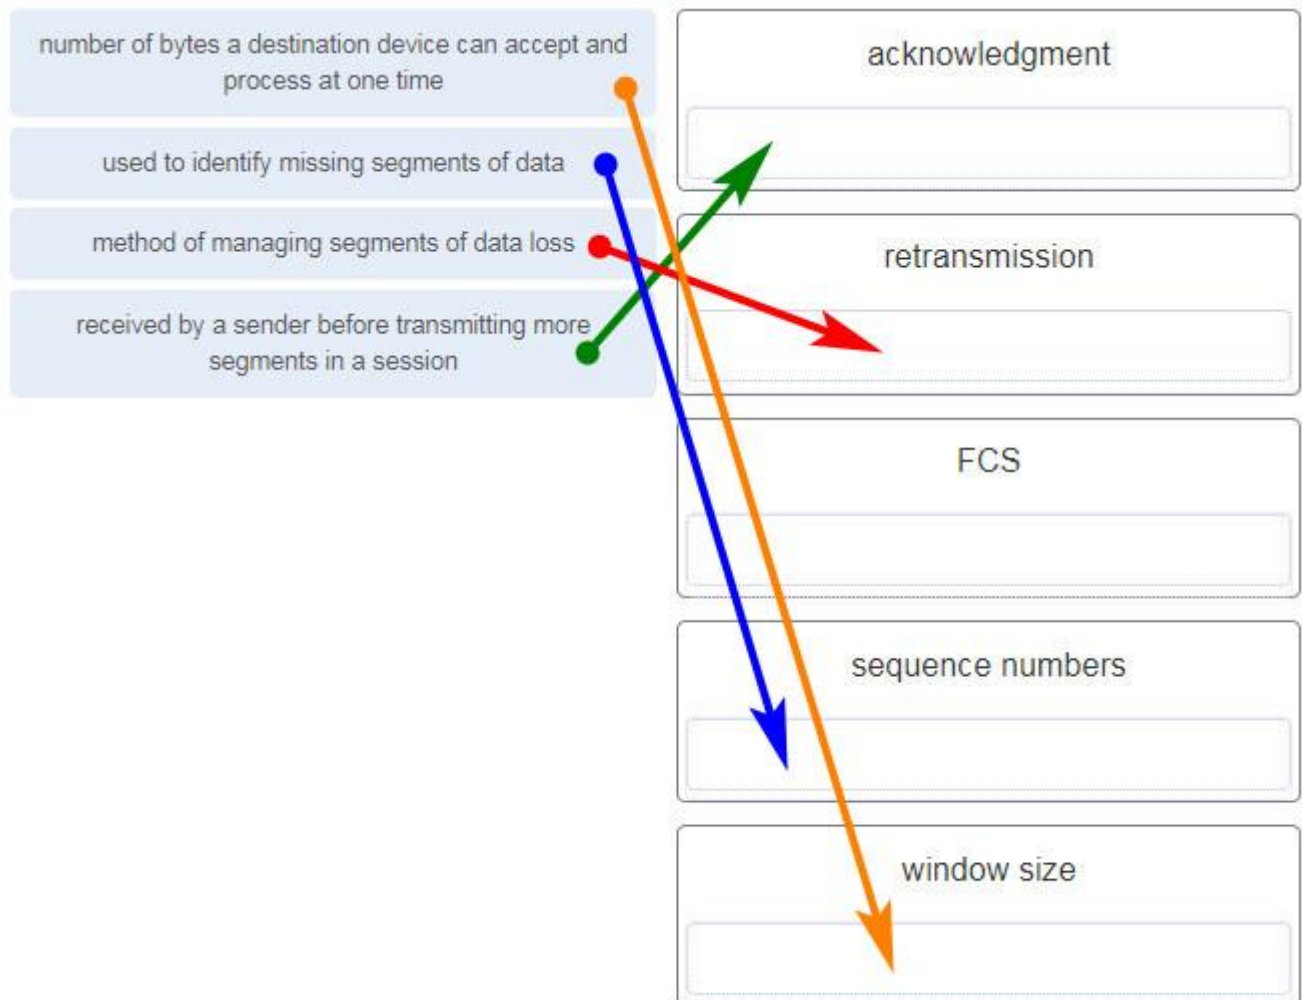 number of bytes a destination device can accept and
process at one time
used to identify missing segments of data
method of managing segments of data loss
received by a sender before transmitting more
segments in a session
acknowledgment
retransmission
FCS
sequence numbers
window size